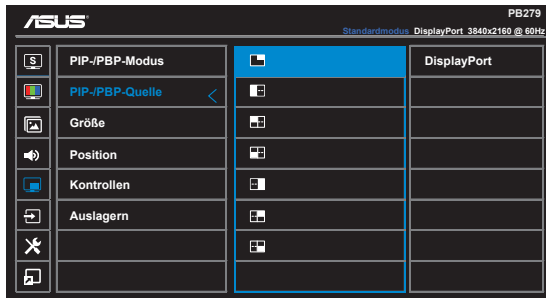 ASUS
PB279
Standardmodus DisplayPort 3840x2160 @ 60Hz
S
PIP-/PBP-Modus
DisplayPort
PIP-/PBP-Quelle
Größe
Position
Kontrollen
Auslagern